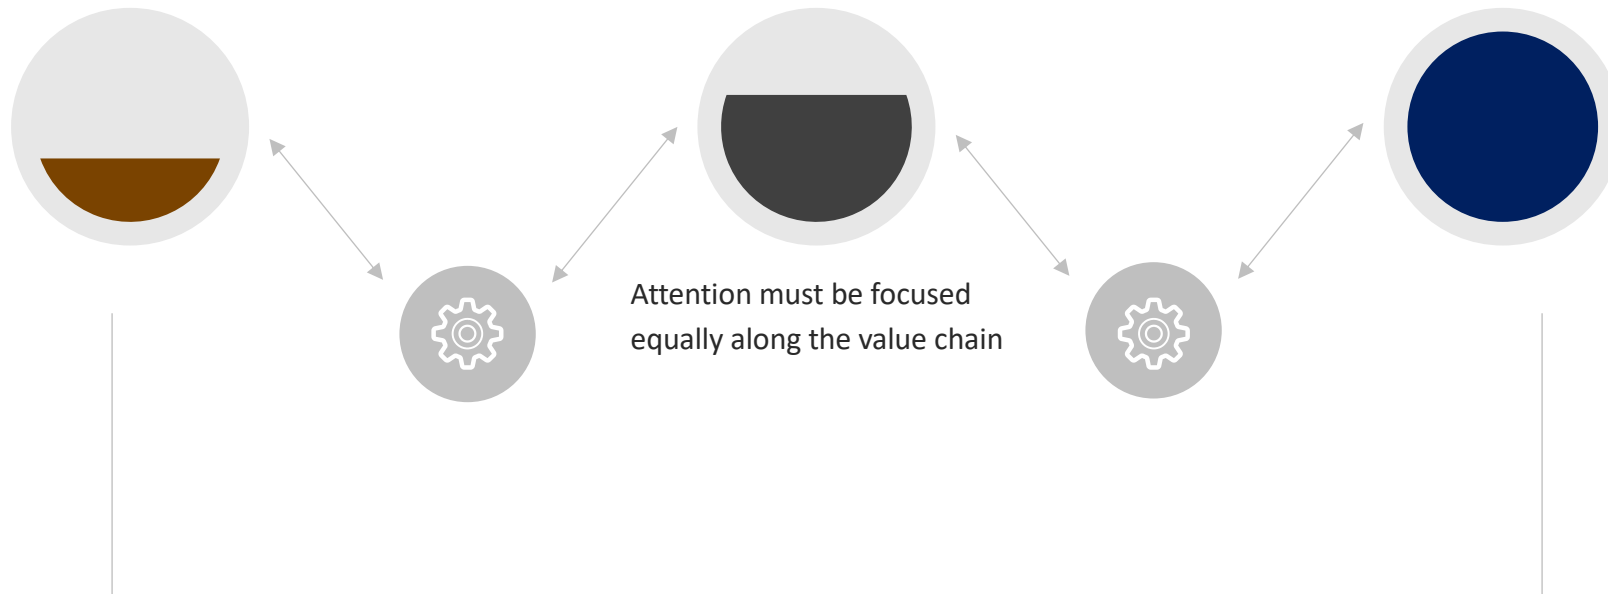 Attention must be focused
equally along the value chain